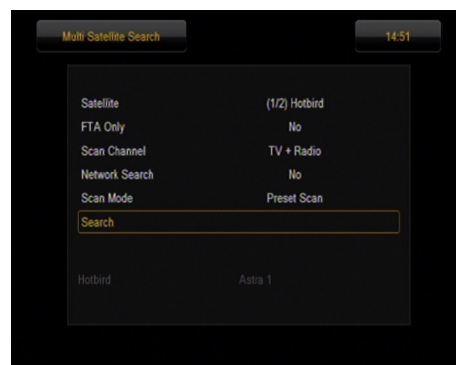 Multi Satellite Search 14:51
Satellite (1/2) Hotbird
FTA Only No
Scan Channel TV + Radio
Network Search No
Scan Mode Preset Scan
Search
Hotbird Astra 1